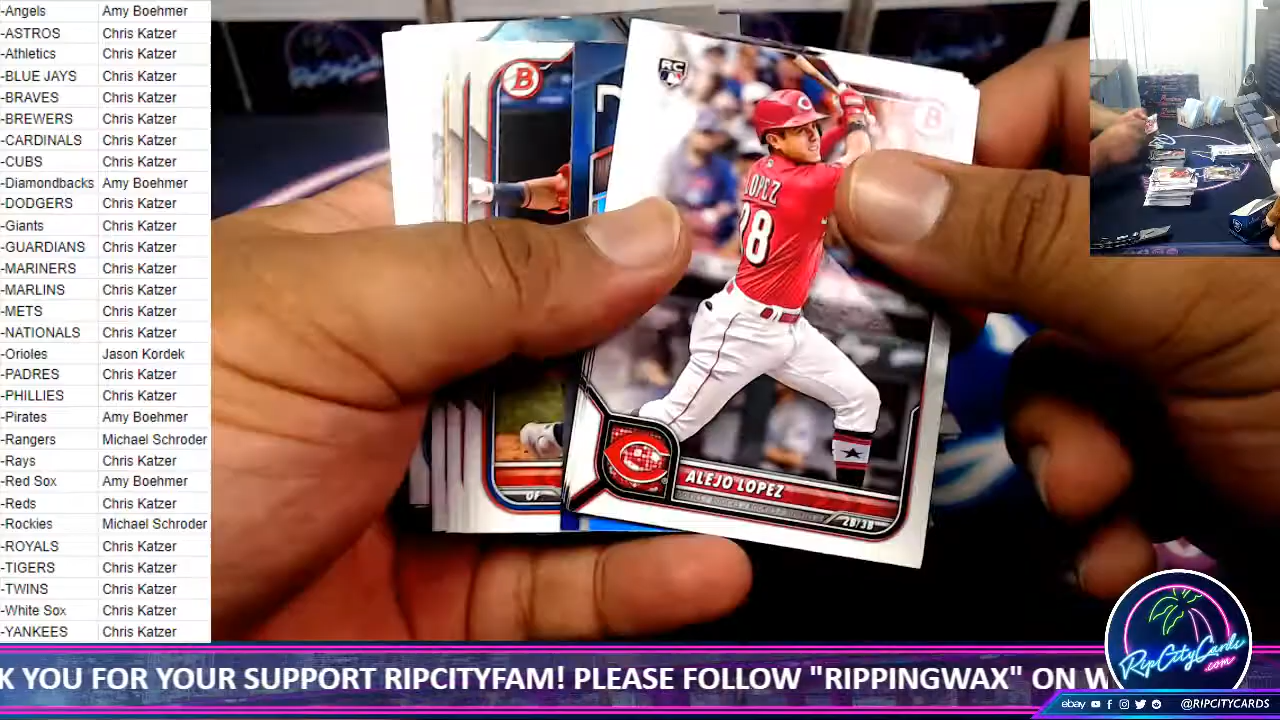 -Angels Amy Boehmer
-ASTROS Chris Katzer
-Athletics Chris Katzer
-BLUE JAYS Chris Katzer
-BRAVES Chris Katzer
-BREWERS Chris Katzer
-CARDINALS Chris Katzer
-CUBS Chris Katzer
-Diamondbacks Amy Boehmer
-DODGERS Chris Katzer
-Giants Chris Katzer
-GUARDIANS Chris Katzer
-MARINERS Chris Katzer
-MARLINS Chris Katzer
-METS Chris Katzer
-NATIONALS Chris Katzer
-Orioles Jason Kordek
-PADRES Chris Katzer
-PHILLIES Chris Katzer
-Pirates Amy Boehmer
-Rangers Michael Schroder
-Rays Chris Katzer
-Red Sox Amy Boehmer
-Reds Chris Katzer
-Rockies Michael Schroder
-ROYALS Chris Katzer
-TIGERS Chris Katzer
-TWINS Chris Katzer
-White Sox Chris Katzer
-YANKEES Chris Katzer
RC
B
B
C
LOPEZ
28
C
ALEJO LOPEZ
2B/3B
OF
RipCityCards
.com
K YOU FOR YOUR SUPPORT RIPCITYFAM! PLEASE FOLLOW "RIPPINGWAX" ON W
ebay @RIPCITYCARDS